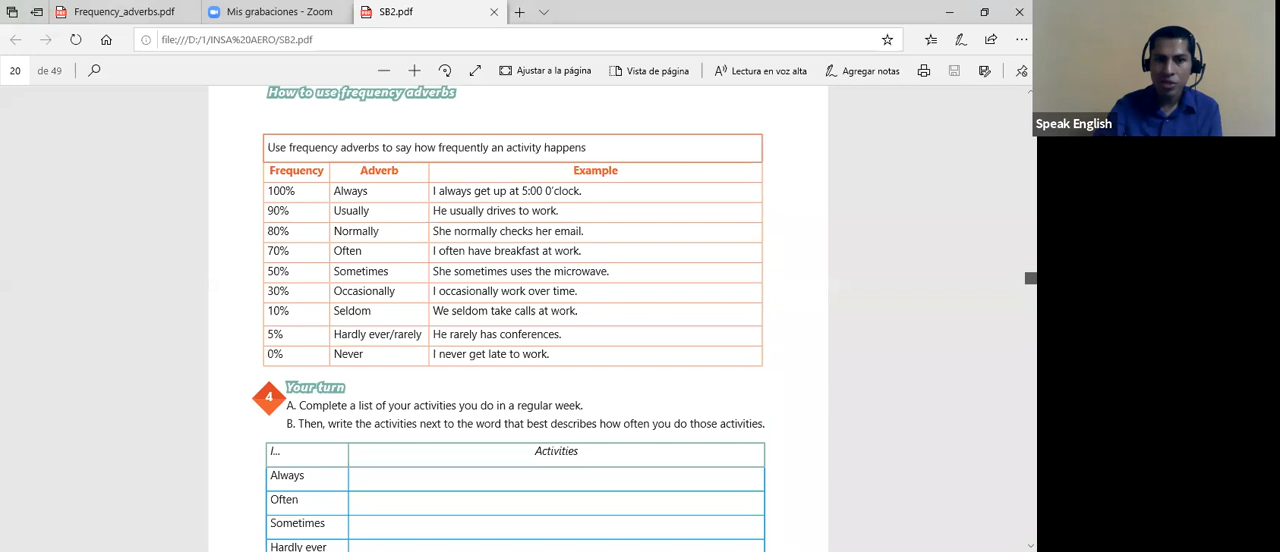 Frequency_adverbs.pdf
Mis grabaciones - Zoom
SB2.pdf
file:///D:/1/INSA%20AERO/SB2.pdf
20 de 49
Ajustar a la página
Vista de página
Lectura en voz alta
Agregar notas
Speak English
How to use frequency adverbs
Use frequency adverbs to say how frequently an activity happens
Frequency Adverb Example
100% Always I always get up at 5:00 0'clock.
90% Usually He usually drives to work.
80% Normally She normally checks her email.
70% Often I often have breakfast at work.
50% Sometimes She sometimes uses the microwave.
30% Occasionally I occasionally work over time.
10% Seldom We seldom take calls at work.
5% Hardly ever/rarely He rarely has conferences.
0% Never I never get late to work.
4 Your turn
A. Complete a list of your activities you do in a regular week.
B. Then, write the activities next to the word that best describes how often you do those activities.
I... Activities
Always
Often
Sometimes
Hardly ever